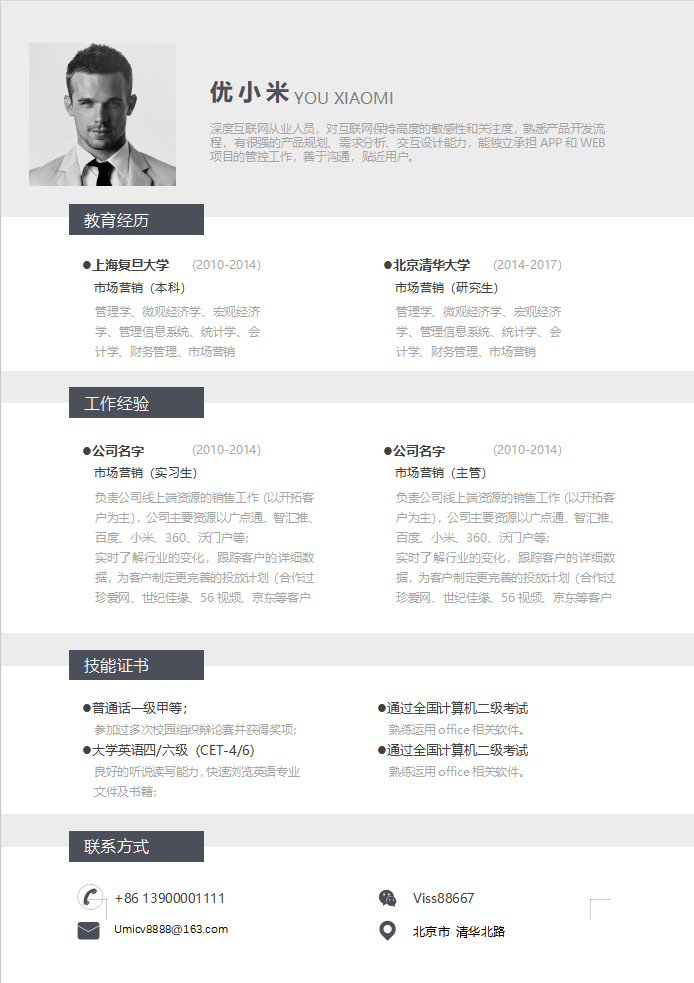 优小米 YOU XIAOMI
深度互联网从业人员，对互联网保持高度的敏感性和关注度，熟悉产品开发流
程，有很强的产品规划、需求分析、交互设计能力，能独立承担 APP 和 WEB
项目的管控工作，善于沟通，贴近用户。
教育经历
●上海复旦大学 (2010-2014)
市场营销（本科）
管理学、微观经济学、宏观经济
学、管理信息系统、统计学、会
计学、财务管理、市场营销
●北京清华大学 (2014-2017)
市场营销（研究生）
管理学、微观经济学、宏观经济
学、管理信息系统、统计学、会
计学、财务管理、市场营销
工作经验
●公司名字 (2010-2014)
市场营销（实习生）
负责公司线上端资源的销售工作 (以开拓客
户为主)，公司主要资源以广点通、智汇推、
百度、小米、360、沃门户等;
实时了解行业的变化，跟踪客户的详细数
据，为客户制定更完善的投放计划（合作过
珍爱网、世纪佳缘、56 视频、京东等客户
●公司名字 (2010-2014)
市场营销（主管）
负责公司线上端资源的销售工作 (以开拓客
户为主)，公司主要资源以广点通、智汇推、
百度、小米、360、沃门户等;
实时了解行业的变化，跟踪客户的详细数
据，为客户制定更完善的投放计划（合作过
珍爱网、世纪佳缘、56 视频、京东等客户
技能证书
●普通话一级甲等；
参加过多次校园组织辩论赛并获得奖项;
●大学英语四/六级（CET-4/6）
良好的听说读写能力, 快速浏览英语专业
文件及书籍;
●通过全国计算机二级考试
熟练运用 office 相关软件。
●通过全国计算机二级考试
熟练运用 office 相关软件。
联系方式
+86 13900001111
Viss88667
Umicv8888@163.com
北京市 清华北路